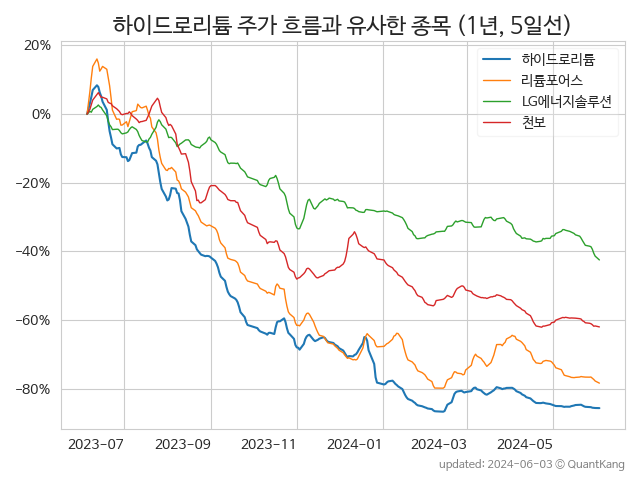 하이드로리튬 주가 흐름과 유사한 종목 (1년, 5일선)
하이드로리튬
리튬포어스
LG에너지솔루션
천보
20%
0%
−20%
−40%
−60%
−80%
2023−07 2023−09 2023−11 2024−01 2024−03 2024−05
updated: 2024-06-03 © QuantKang